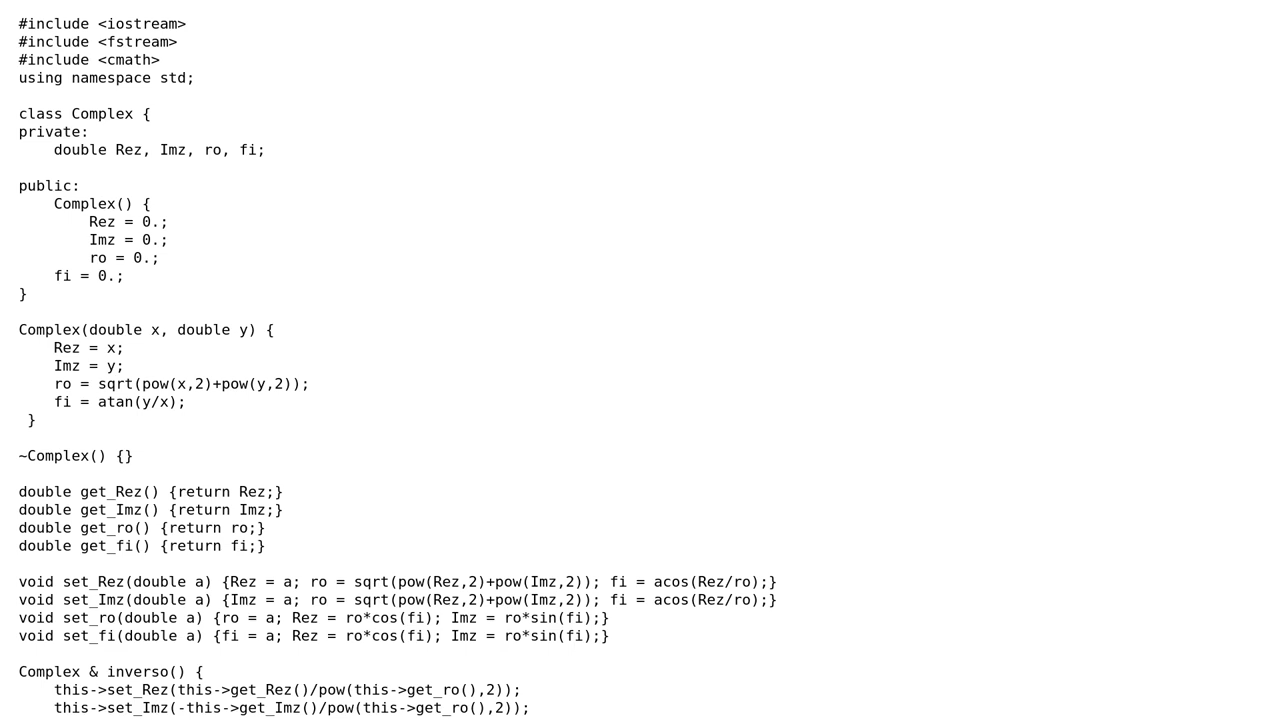 #include <iostream>
#include <fstream>
#include <cmath>
using namespace std;

class Complex {
private:
    double Rez, Imz, ro, fi;

public:
    Complex() {
        Rez = 0.;
        Imz = 0.;
        ro = 0.;
    fi = 0.;
}

Complex(double x, double y) {
    Rez = x;
    Imz = y;
    ro = sqrt(pow(x,2)+pow(y,2));
    fi = atan(y/x);
 }

~Complex() {}

double get_Rez() {return Rez;}
double get_Imz() {return Imz;}
double get_ro() {return ro;}
double get_fi() {return fi;}

void set_Rez(double a) {Rez = a; ro = sqrt(pow(Rez,2)+pow(Imz,2)); fi = acos(Rez/ro);}
void set_Imz(double a) {Imz = a; ro = sqrt(pow(Rez,2)+pow(Imz,2)); fi = acos(Rez/ro);}
void set_ro(double a) {ro = a; Rez = ro*cos(fi); Imz = ro*sin(fi);}
void set_fi(double a) {fi = a; Rez = ro*cos(fi); Imz = ro*sin(fi);}

Complex & inverso() {
    this->set_Rez(this->get_Rez()/pow(this->get_ro(),2));
    this->set_Imz(-this->get_Imz()/pow(this->get_ro(),2));